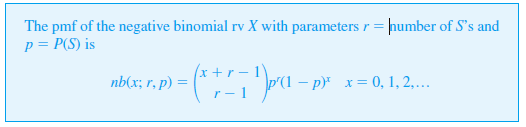 The pmf of the negative binomial rv X with parameters r = number of S's and
p = P(S) is
nb(x; r, p) = \binom{x + r - 1}{r - 1} p^r(1 - p)^x x = 0, 1, 2,...